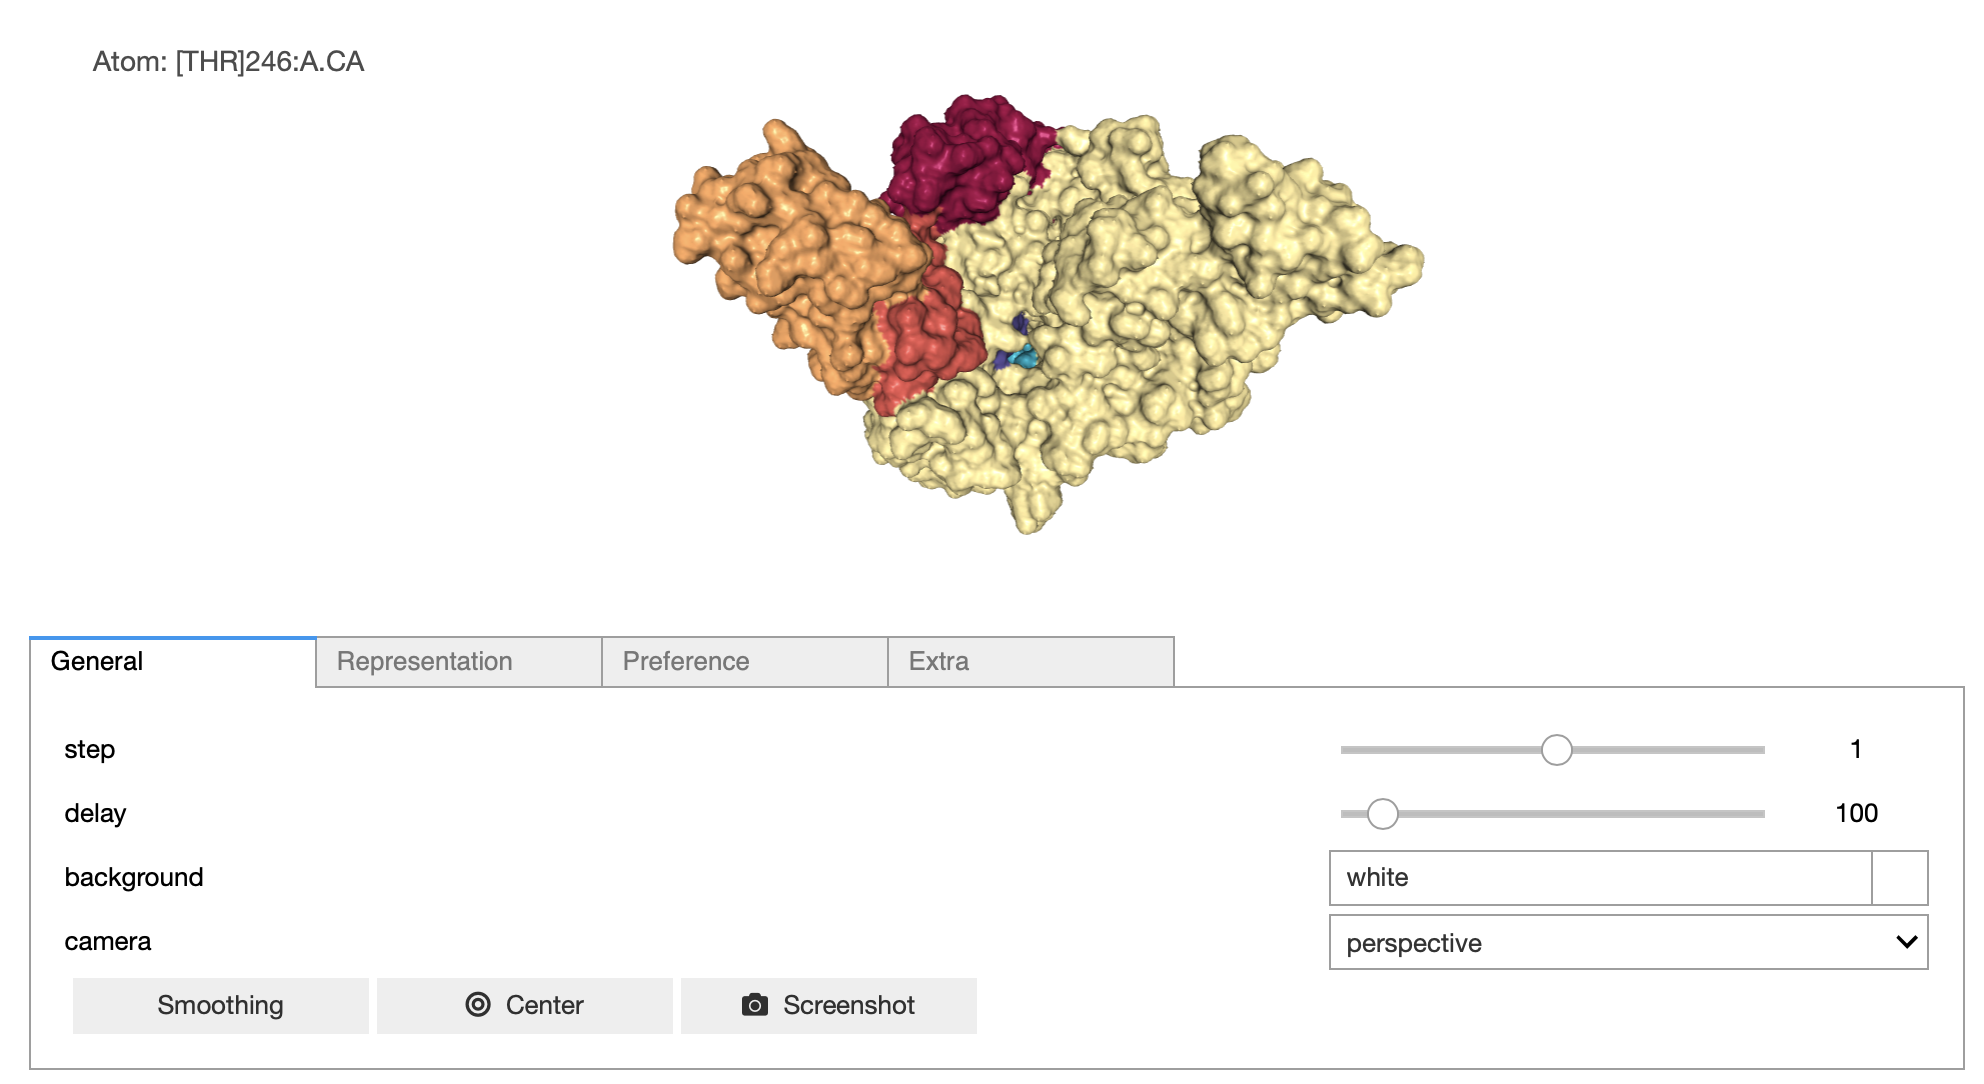 Atom: [THR]246:A.CA
General Representation Preference Extra
step 1
delay 100
background white
camera perspective
Smoothing Center Screenshot